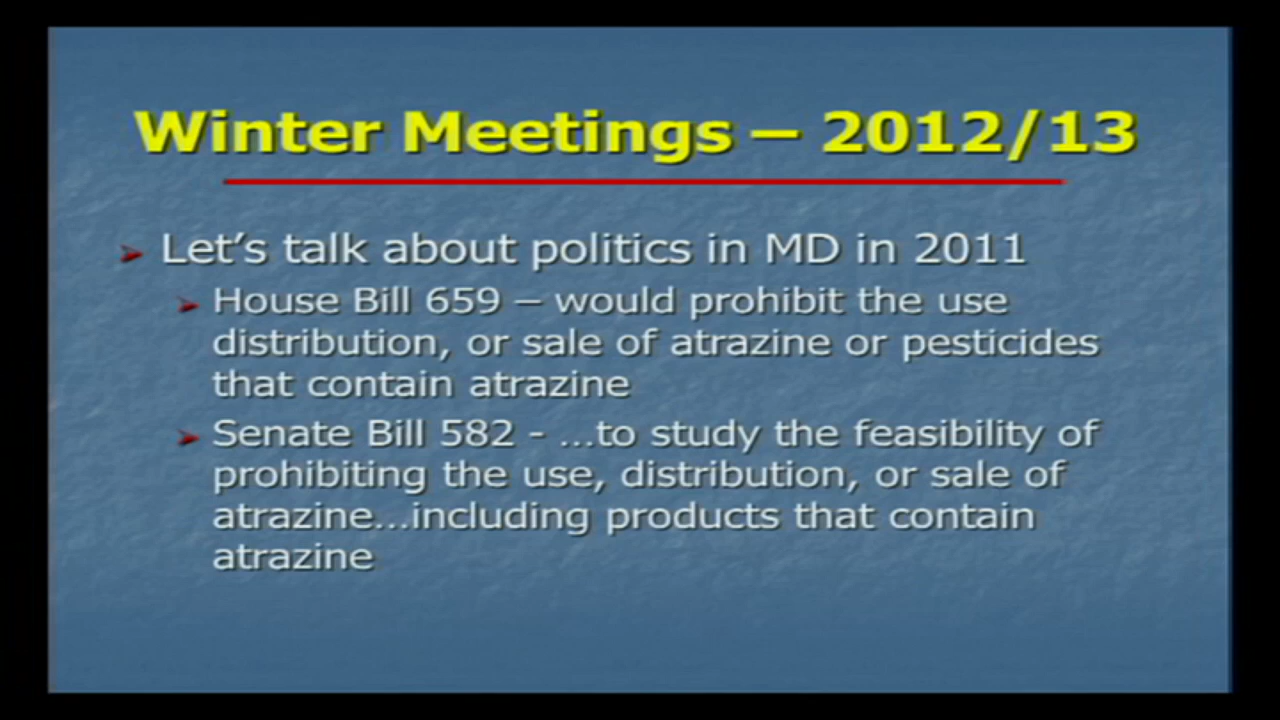 Winter Meetings – 2012/13
Let's talk about politics in MD in 2011
House Bill 659 – would prohibit the use
distribution, or sale of atrazine or pesticides
that contain atrazine
Senate Bill 582 - …to study the feasibility of
prohibiting the use, distribution, or sale of
atrazine…including products that contain
atrazine